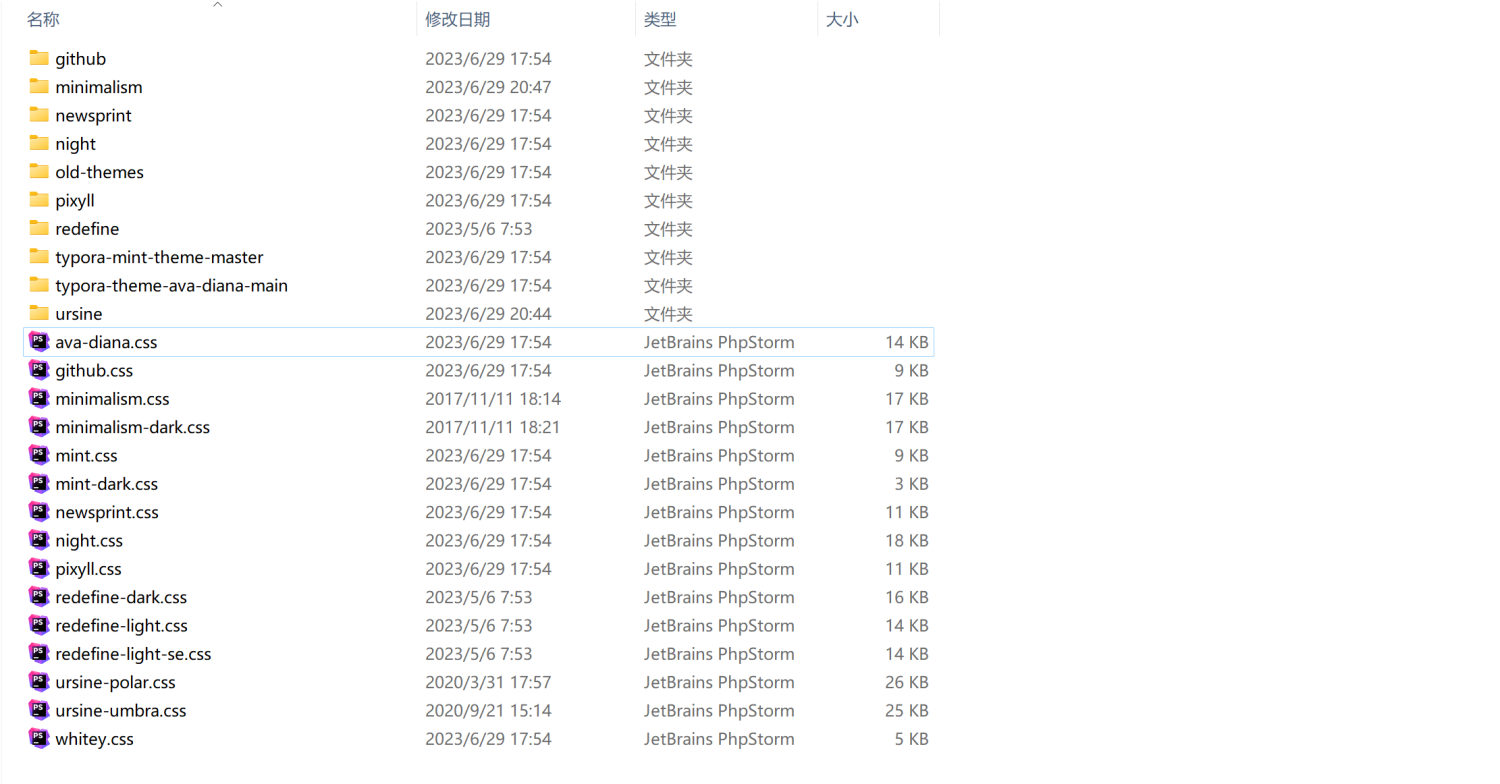 名称 修改日期 类型 大小
github 2023/6/29 17:54 文件夹
minimalism 2023/6/29 20:47 文件夹
newsprint 2023/6/29 17:54 文件夹
night 2023/6/29 17:54 文件夹
old-themes 2023/6/29 17:54 文件夹
pixyll 2023/6/29 17:54 文件夹
redefine 2023/5/6 7:53 文件夹
typora-mint-theme-master 2023/6/29 17:54 文件夹
typora-theme-ava-diana-main 2023/6/29 17:54 文件夹
ursine 2023/6/29 20:44 文件夹
ava-diana.css 2023/6/29 17:54 JetBrains PhpStorm 14 KB
github.css 2023/6/29 17:54 JetBrains PhpStorm 9 KB
minimalism.css 2017/11/11 18:14 JetBrains PhpStorm 17 KB
minimalism-dark.css 2017/11/11 18:21 JetBrains PhpStorm 17 KB
mint.css 2023/6/29 17:54 JetBrains PhpStorm 9 KB
mint-dark.css 2023/6/29 17:54 JetBrains PhpStorm 3 KB
newsprint.css 2023/6/29 17:54 JetBrains PhpStorm 11 KB
night.css 2023/6/29 17:54 JetBrains PhpStorm 18 KB
pixyll.css 2023/6/29 17:54 JetBrains PhpStorm 11 KB
redefine-dark.css 2023/5/6 7:53 JetBrains PhpStorm 16 KB
redefine-light.css 2023/5/6 7:53 JetBrains PhpStorm 14 KB
redefine-light-se.css 2023/5/6 7:53 JetBrains PhpStorm 14 KB
ursine-polar.css 2020/3/31 17:57 JetBrains PhpStorm 26 KB
ursine-umbra.css 2020/9/21 15:14 JetBrains PhpStorm 25 KB
whitey.css 2023/6/29 17:54 JetBrains PhpStorm 5 KB